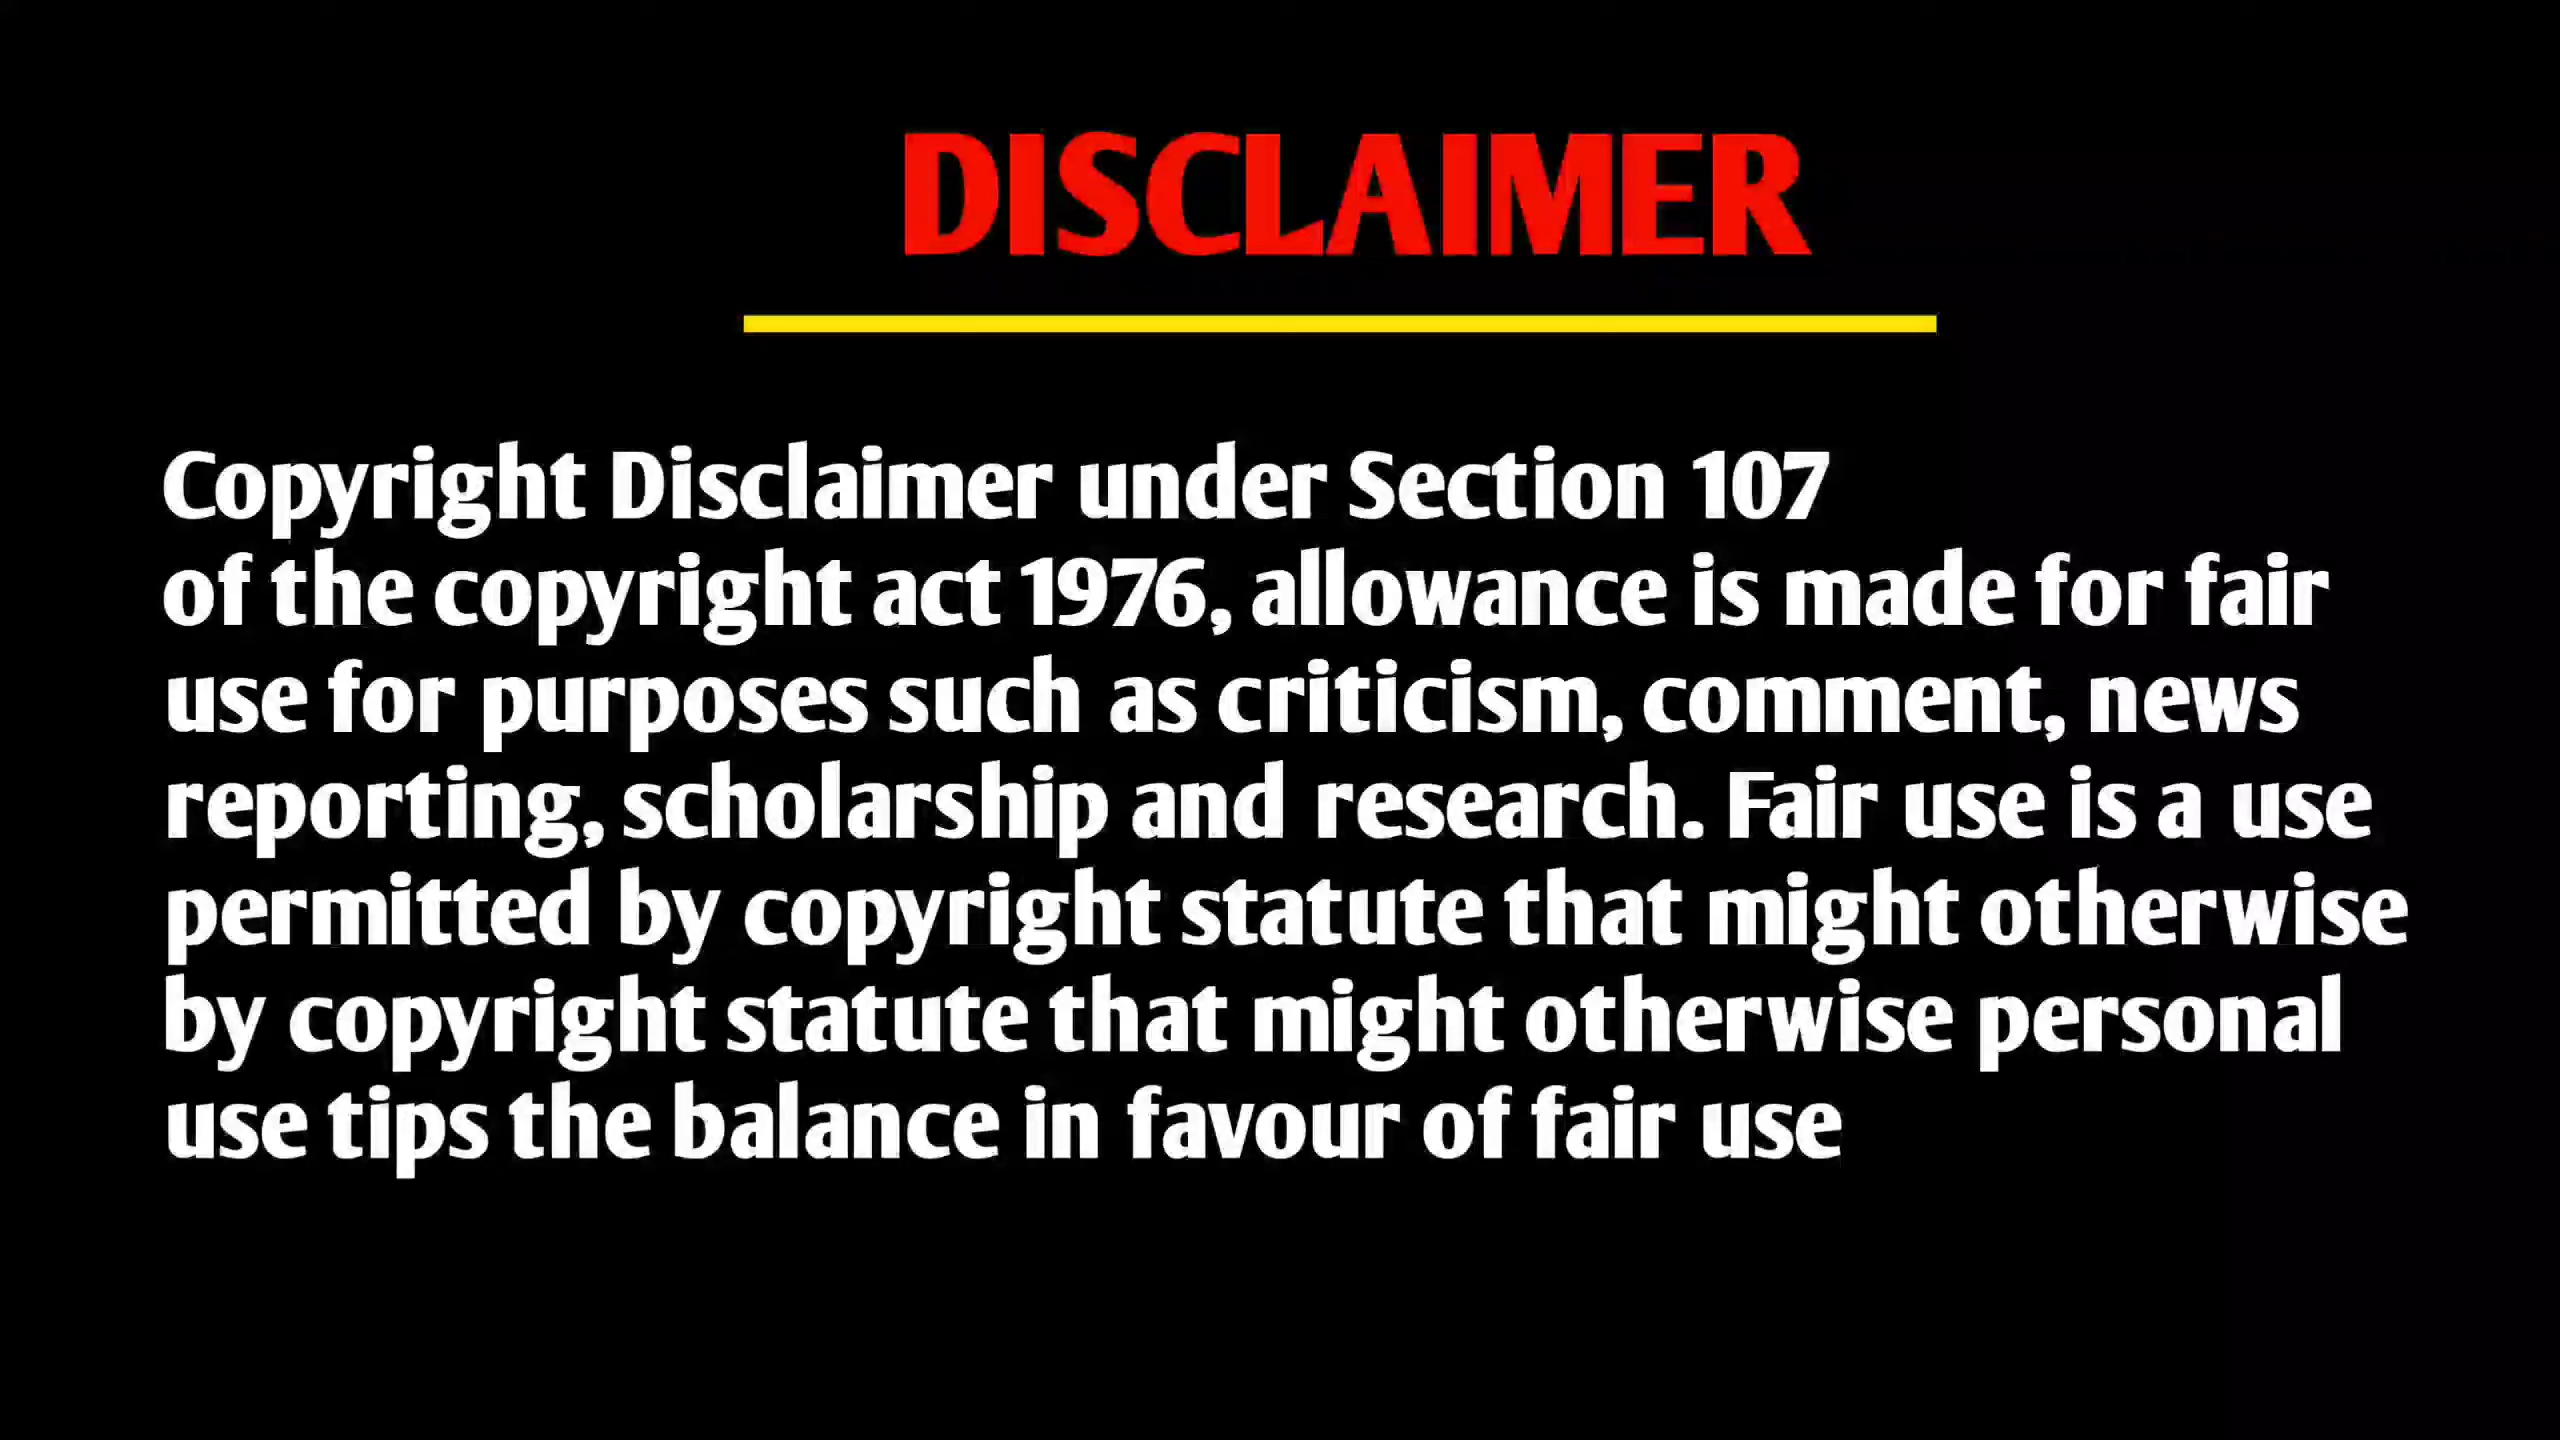 DISCLAIMER
Copyright Disclaimer under Section 107
of the copyright act 1976, allowance is made for fair
use for purposes such as criticism, comment, news
reporting, scholarship and research. Fair use is a use
permitted by copyright statute that might otherwise
by copyright statute that might otherwise personal
use tips the balance in favour of fair use